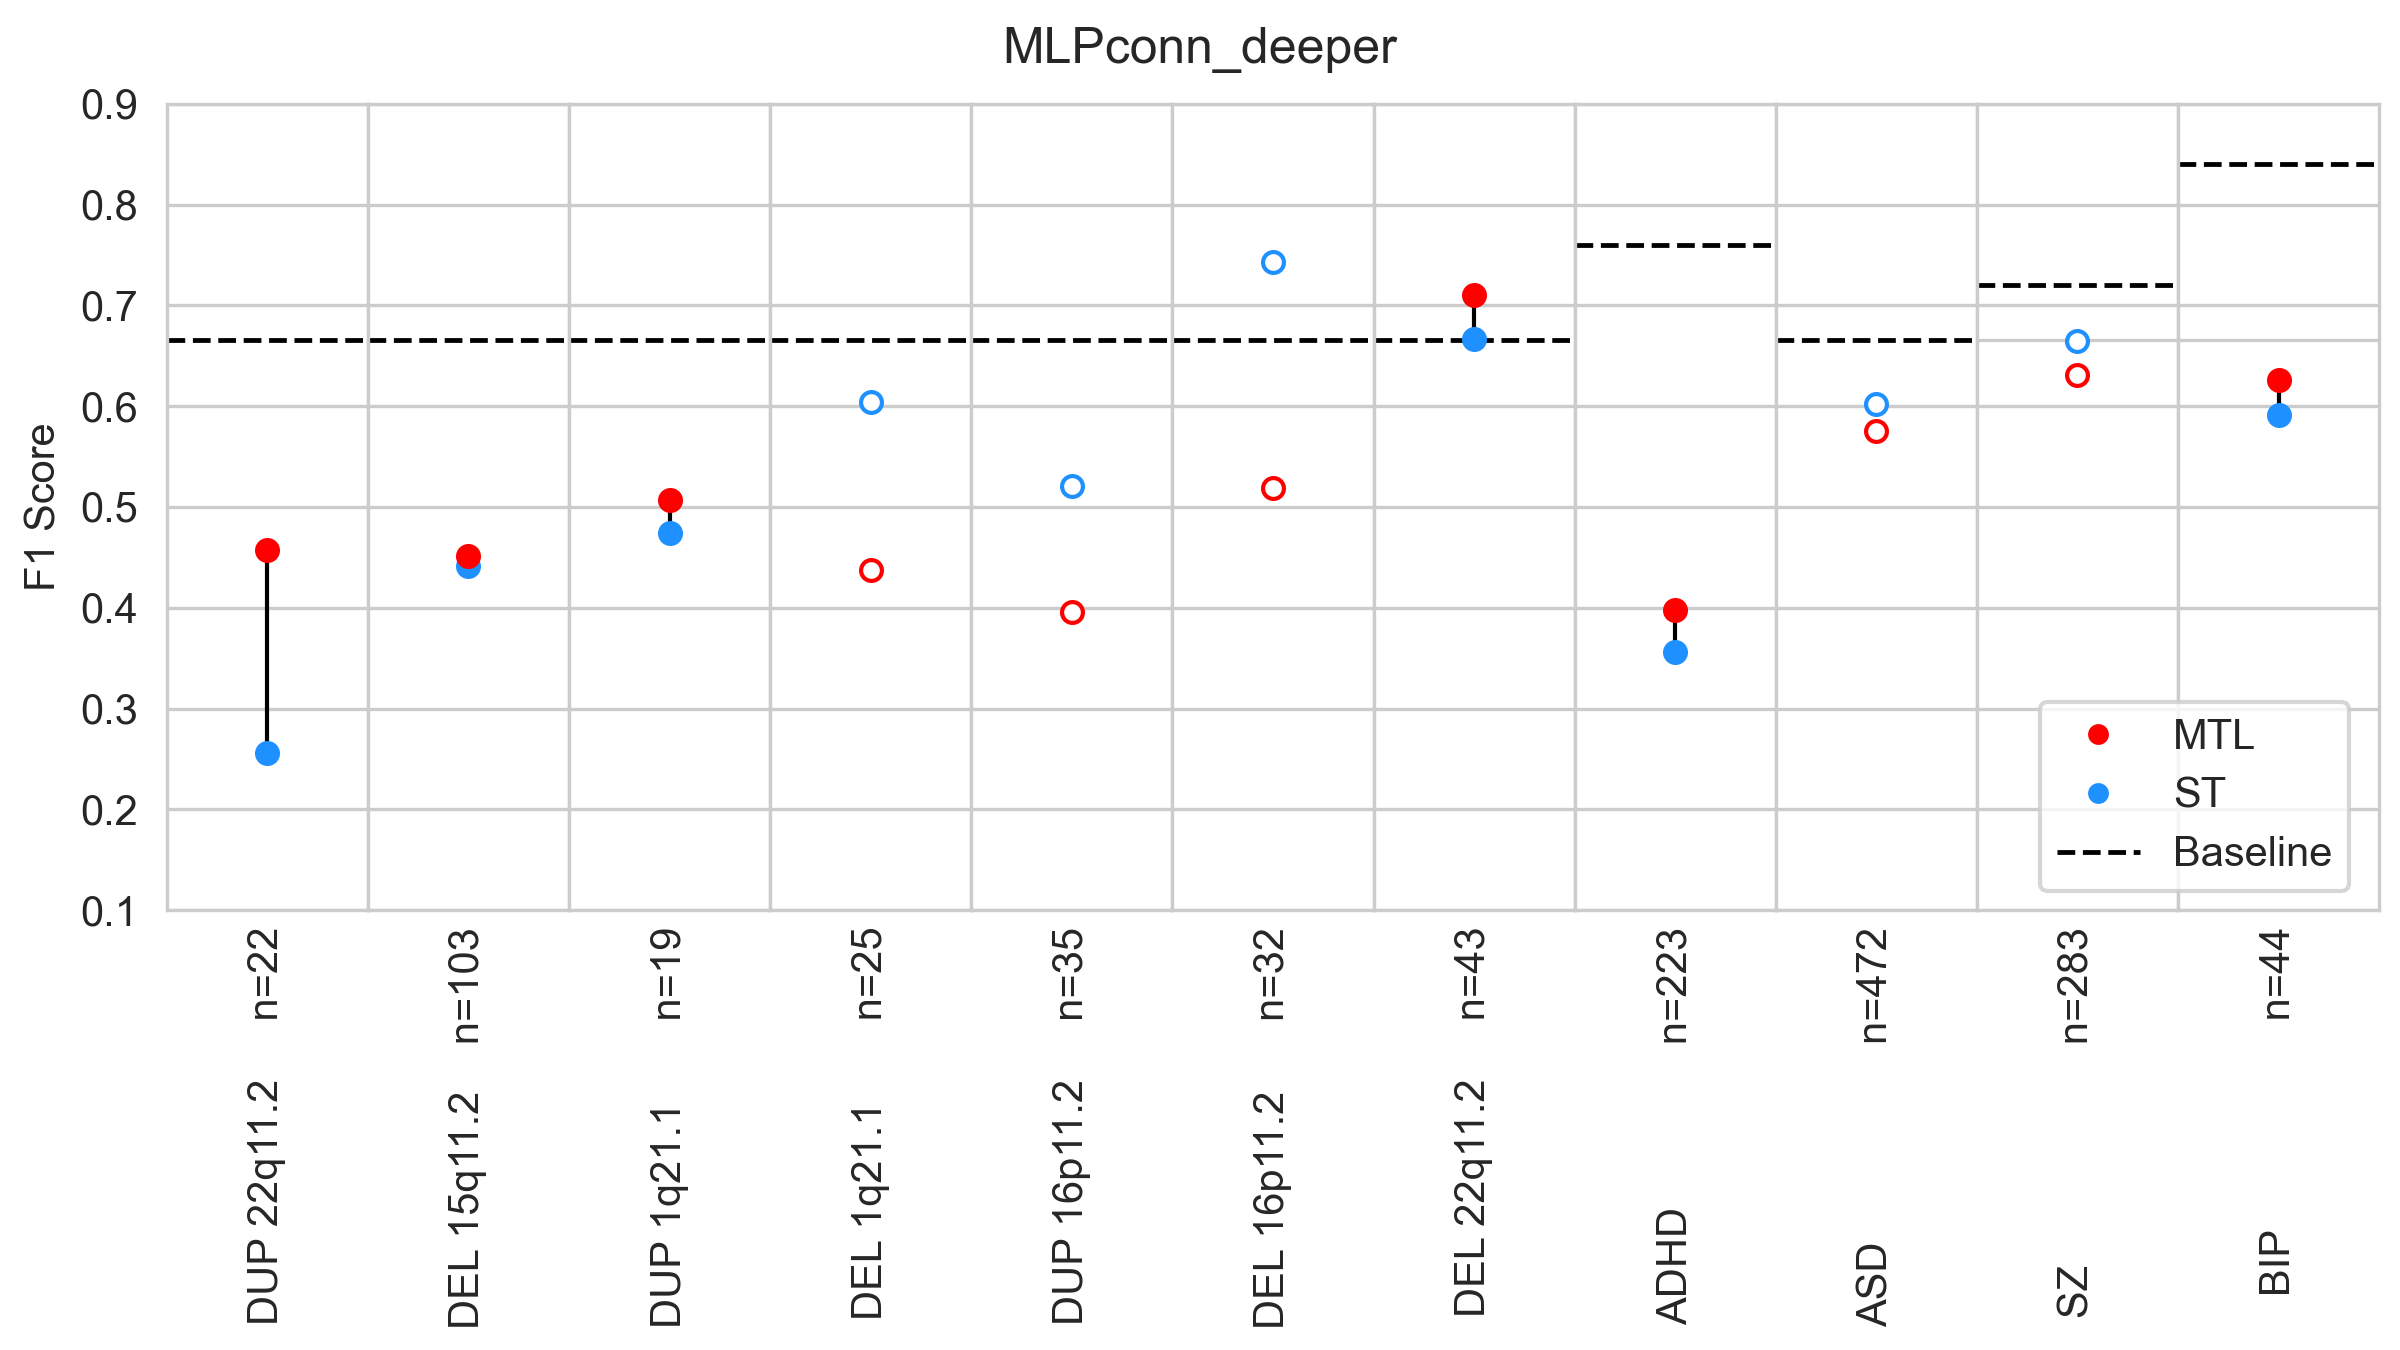 MLPconn_deeper
F1 Score
0.9
0.8
0.7
0.6
0.5
0.4
0.3
0.2
0.1
MTL
ST
Baseline
DUP 22q11.2 n=22
DEL 15q11.2 n=103
DUP 1q21.1 n=19
DEL 1q21.1 n=25
DUP 16p11.2 n=35
DEL 16p11.2 n=32
DEL 22q11.2 n=43
ADHD n=223
ASD n=472
SZ n=283
BIP n=44